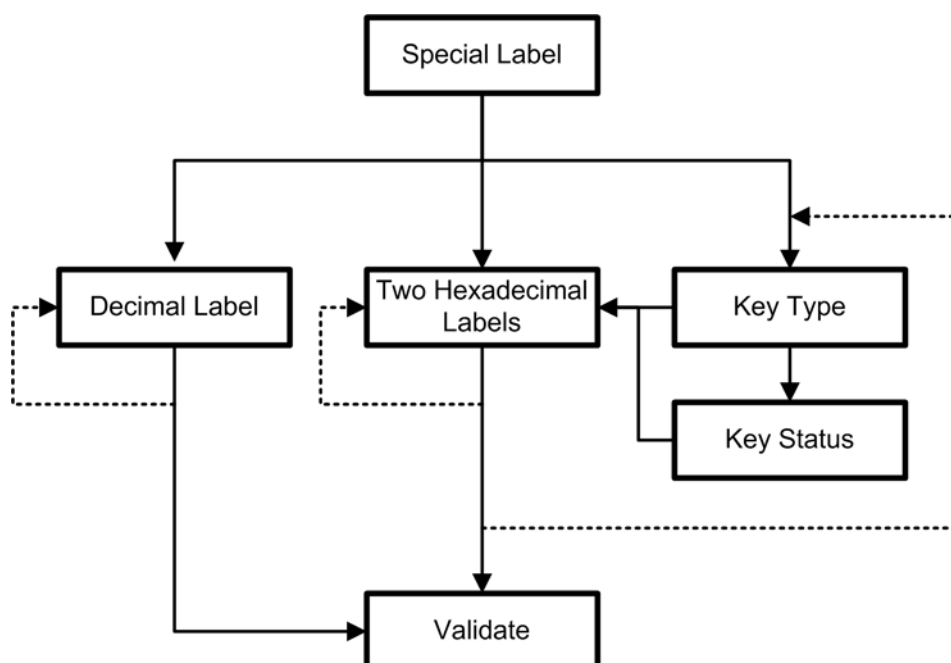 Special Label
Decimal Label
Two Hexadecimal
Labels
Key Type
Key Status
Validate